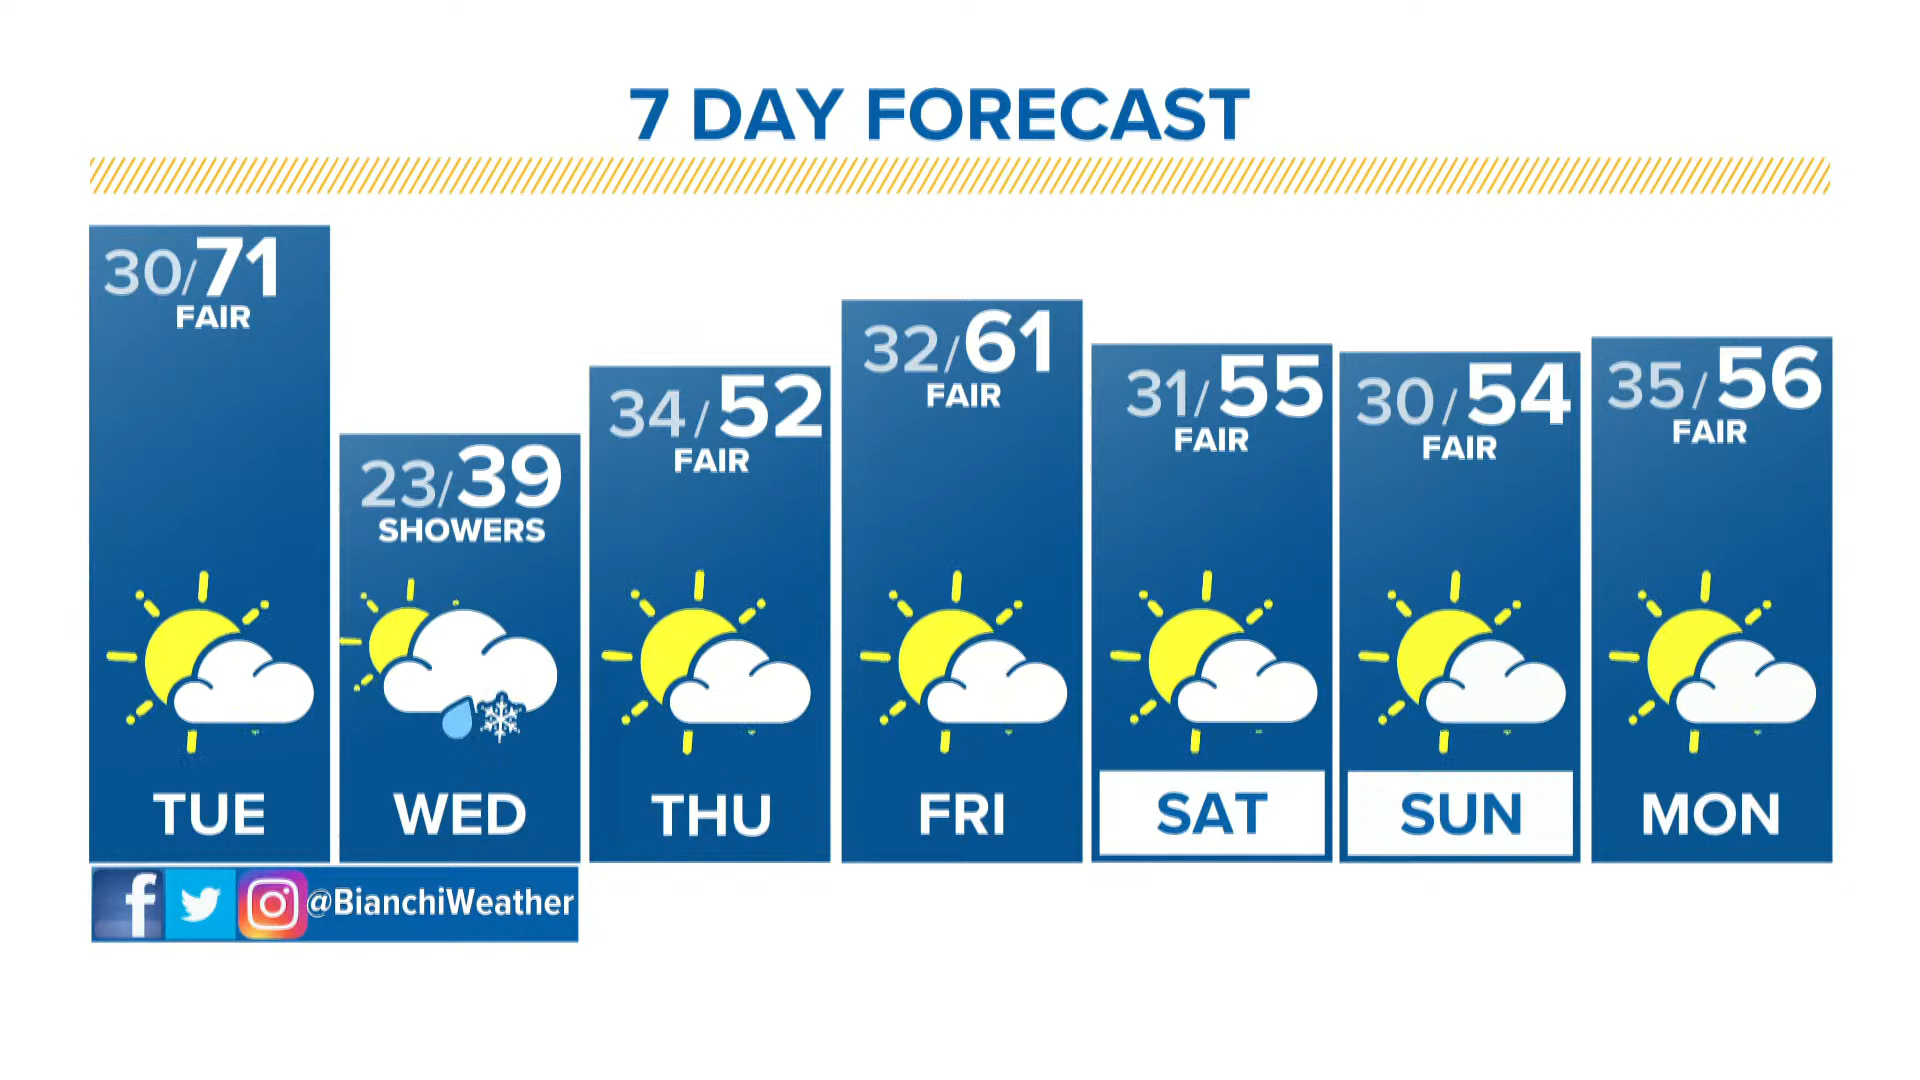 7 DAY FORECAST
30/71
FAIR
TUE
23/39
SHOWERS
WED
34/52
FAIR
THU
32/61
FAIR
FRI
31/55
FAIR
SAT
30/54
FAIR
SUN
35/56
FAIR
MON
@BianchiWeather